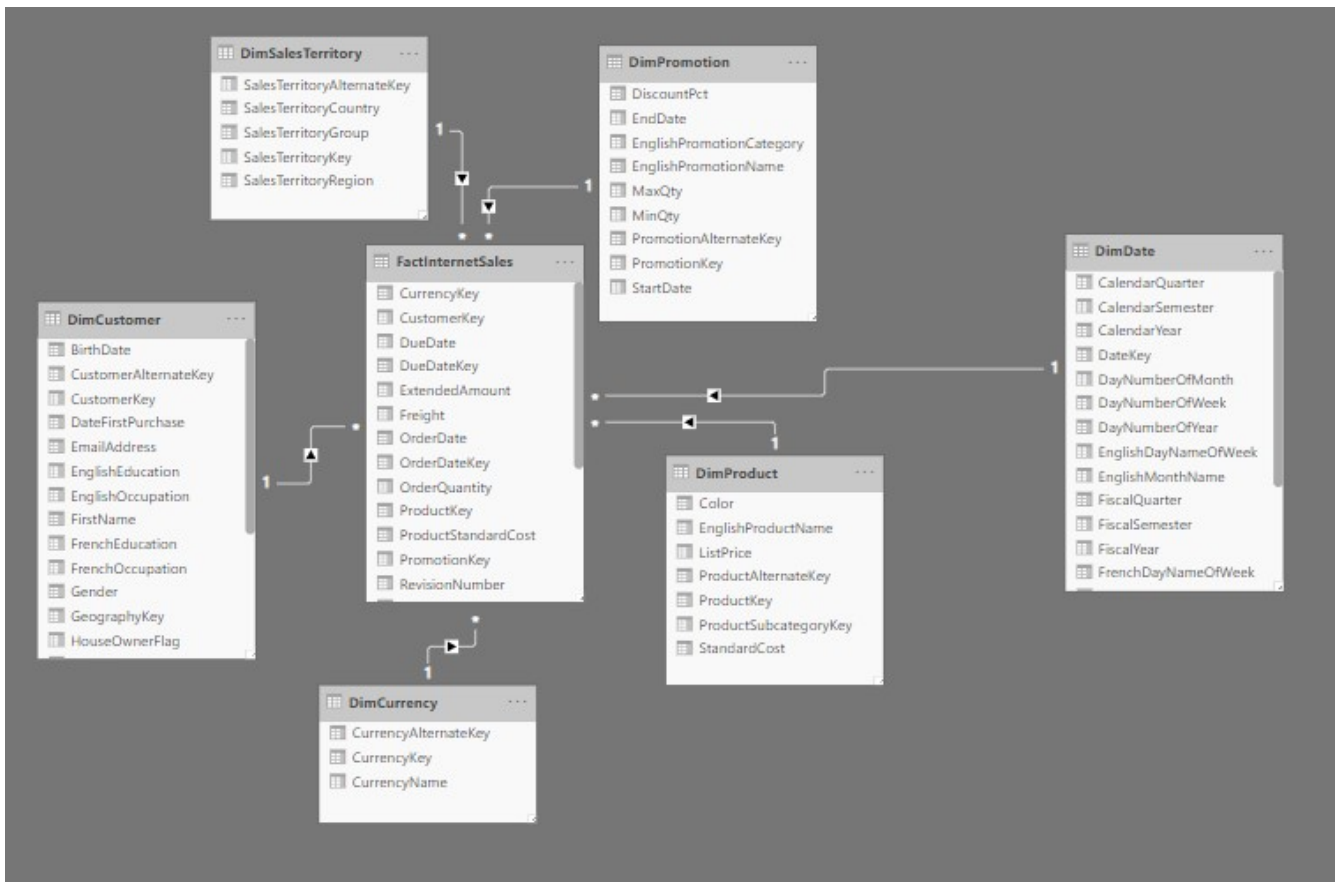 DimSalesTerritory ...
SalesTerritoryAlternateKey
SalesTerritoryCountry
SalesTerritoryGroup
SalesTerritoryKey
SalesTerritoryRegion
1
*
DimPromotion ...
DiscountPct
EndDate
EnglishPromotionCategory
EnglishPromotionName
MaxQty
MinQty
PromotionAlternateKey
PromotionKey
StartDate
1
*
FactInternetSales ...
CurrencyKey
CustomerKey
DueDate
DueDateKey
ExtendedAmount
Freight
OrderDate
OrderDateKey
OrderQuantity
ProductKey
ProductStandardCost
PromotionKey
RevisionNumber
DimDate ...
CalendarQuarter
CalendarSemester
CalendarYear
DateKey
DayNumberOfMonth
DayNumberOfWeek
DayNumberOfYear
EnglishDayNameOfWeek
EnglishMonthName
FiscalQuarter
FiscalSemester
FiscalYear
FrenchDayNameOfWeek
1
*
DimCustomer ...
BirthDate
CustomerAlternateKey
CustomerKey
DateFirstPurchase
EmailAddress
EnglishEducation
EnglishOccupation
FirstName
FrenchEducation
FrenchOccupation
Gender
GeographyKey
HouseOwnerFlag
1
*
DimProduct ...
Color
EnglishProductName
ListPrice
ProductAlternateKey
ProductKey
ProductSubcategoryKey
StandardCost
1
*
DimCurrency ...
CurrencyAlternateKey
CurrencyKey
CurrencyName
1
*